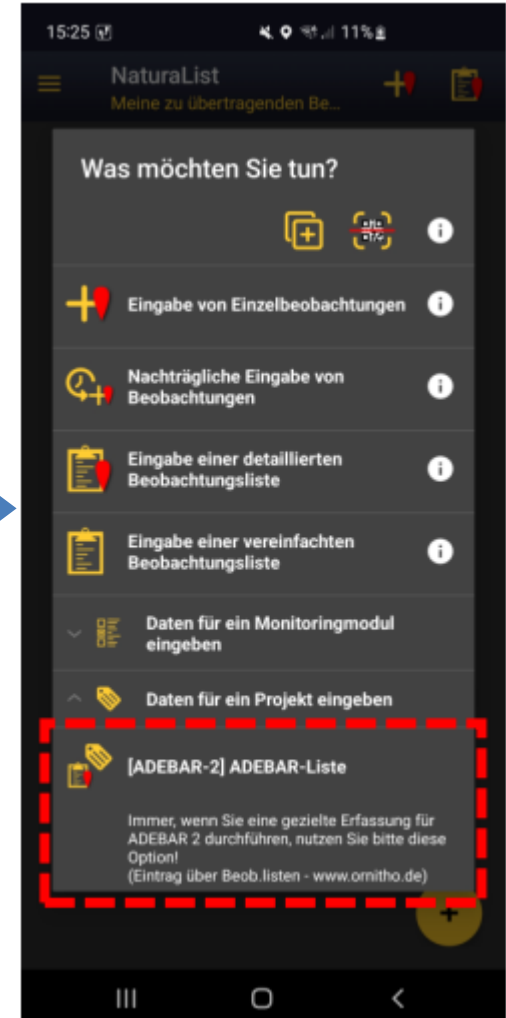 15:25 11%
NaturaList
Meine zu übertragenden Be...
Was möchten Sie tun?
Eingabe von Einzelbeobachtungen
Nachträgliche Eingabe von
Beobachtungen
Eingabe einer detaillierten
Beobachtungsliste
Eingabe einer vereinfachten
Beobachtungsliste
Daten für ein Monitoringmodul
eingeben
Daten für ein Projekt eingeben
[ADEBAR-2] ADEBAR-Liste
Immer, wenn Sie eine gezielte Erfassung für
ADEBAR 2 durchführen, nutzen Sie bitte diese
Option!
(Eintrag über Beob.listen - www.ornitho.de)